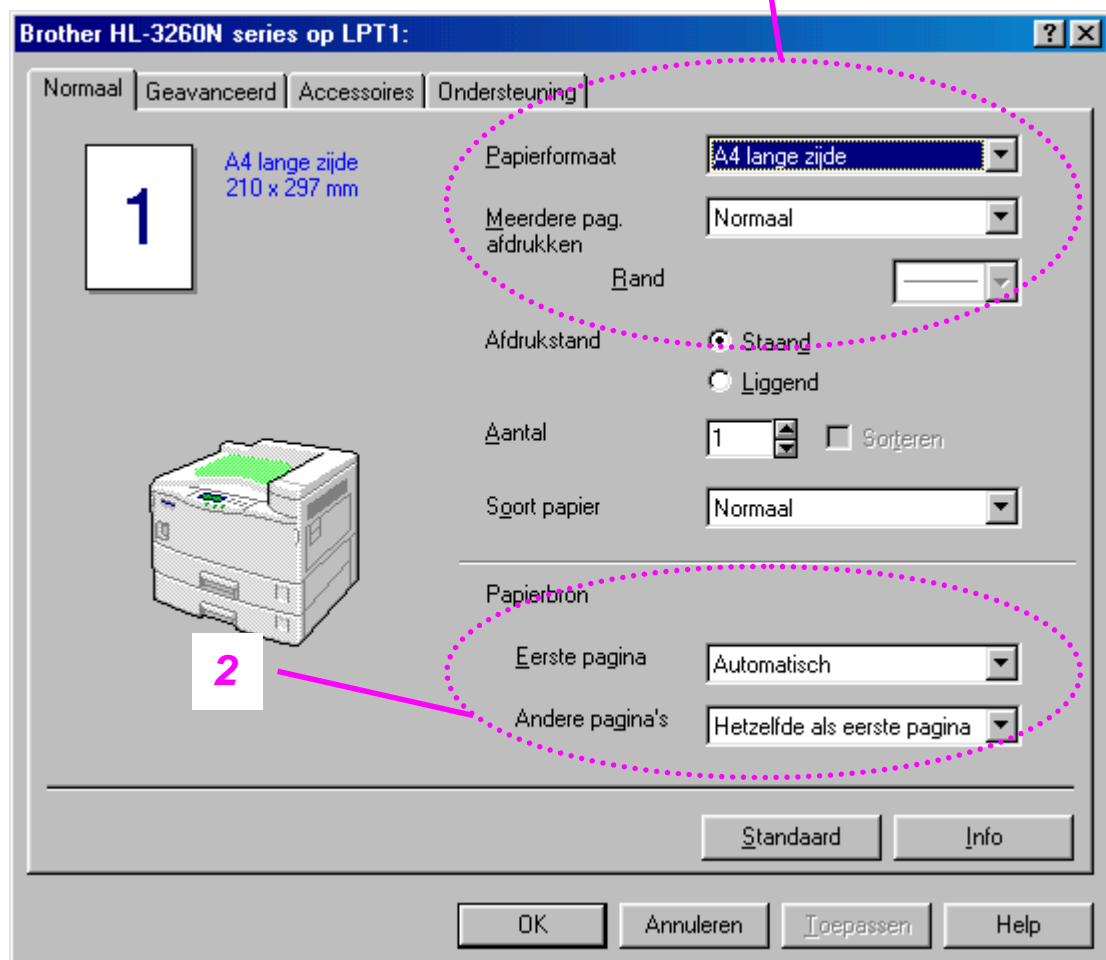 Brother HL-3260N series op LPT1:
Normaal Geavanceerd Accessoires Ondersteuning
1
A4 lange zijde
210 x 297 mm
Papierformaat A4 lange zijde
Meerdere pag. afdrukken Normaal
Rand
Afdrukstand Staand
Liggend
Aantal 1 Sorteren
Soort papier Normaal
Papierbron
2
Eerste pagina Automatisch
Andere pagina's Hetzelfde als eerste pagina
Standaard Info
OK Annuleren Toepassen Help